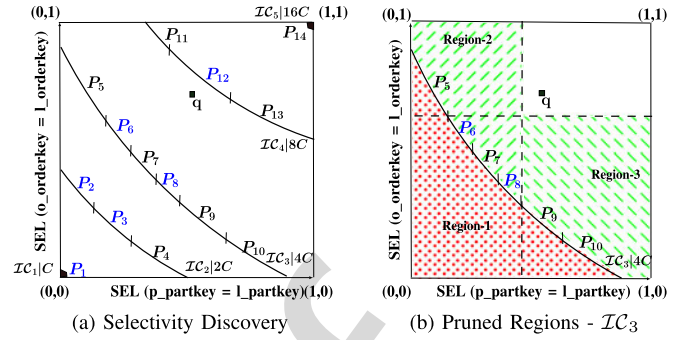 (0,1)
IC5|16C
(1,1)
P11
P14
P12
P5
q
P13
P6
IC4|8C
P7
P2
P8
P3
P9
P4
P10
IC3|4C
IC1|C
P1
IC2|2C
(0,0)
SEL (p_partkey = l_partkey)
(1,0)
SEL (o_orderkey = l_orderkey)
(a) Selectivity Discovery
(0,1)
(1,1)
Region-2
P5
q
P6
P7
Region-3
P8
P9
Region-1
P10
IC3|4C
(0,0)
SEL (p_partkey = l_partkey)
(1,0)
SEL (o_orderkey = l_orderkey)
(b) Pruned Regions - IC3